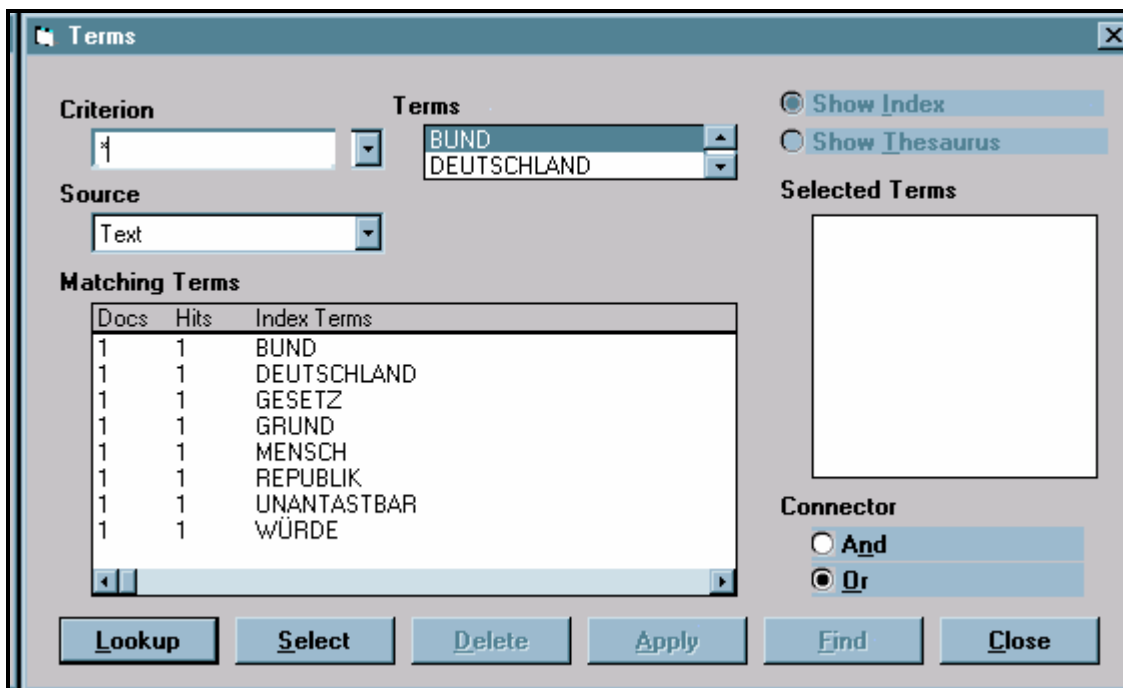 Terms
Criterion
*
Terms
BUND
DEUTSCHLAND
Show Index
Show Thesaurus
Source
Text
Selected Terms
Matching Terms
Docs Hits Index Terms
1 1 BUND
1 1 DEUTSCHLAND
1 1 GESETZ
1 1 GRUND
1 1 MENSCH
1 1 REPUBLIK
1 1 UNANTASTBAR
1 1 WÜRDE
Connector
And
Or
Lookup Select Delete Apply Find Close